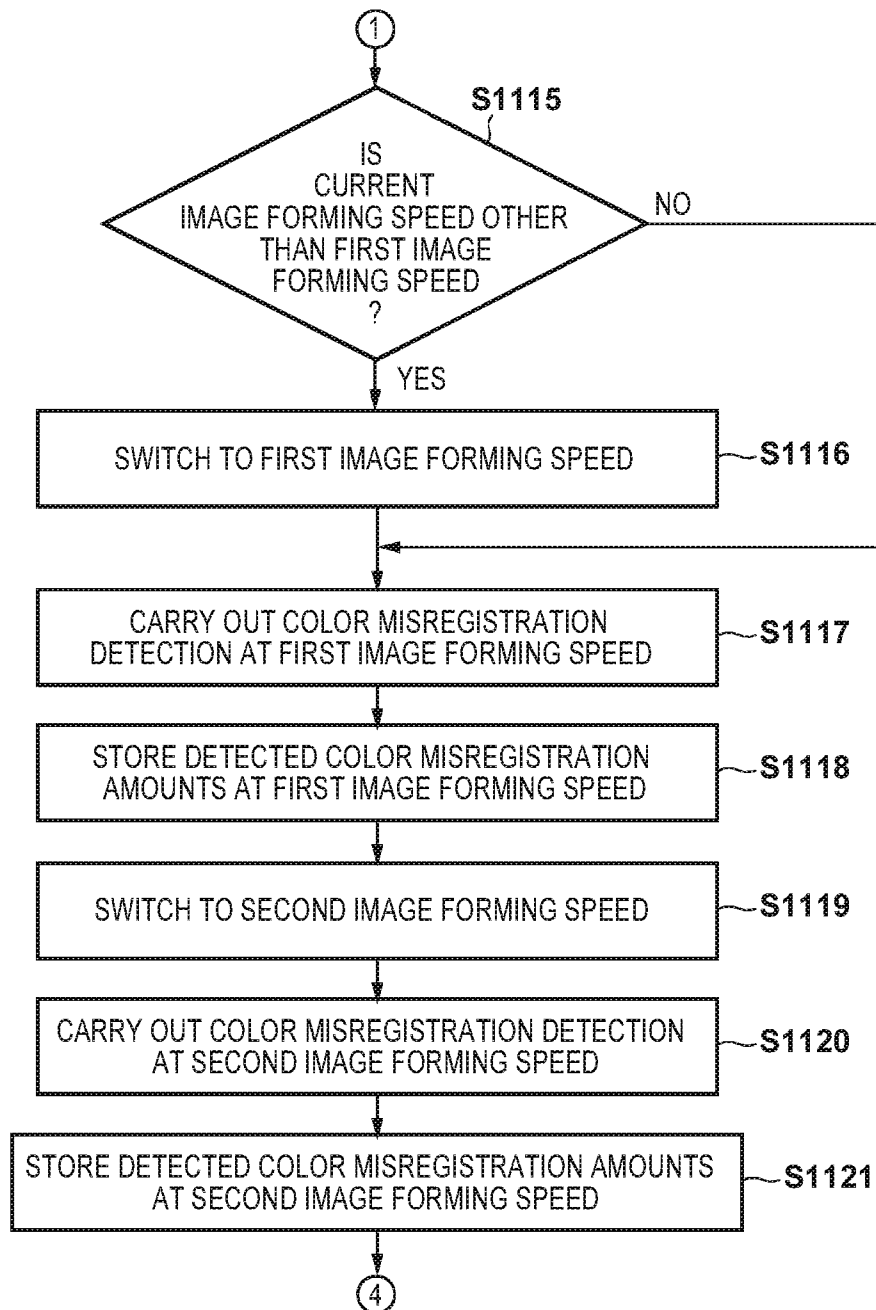 1
S1115
IS
CURRENT
IMAGE FORMING SPEED OTHER
THAN FIRST IMAGE
FORMING SPEED
?
NO
YES
SWITCH TO FIRST IMAGE FORMING SPEED
S1116
CARRY OUT COLOR MISREGISTRATION
DETECTION AT FIRST IMAGE FORMING SPEED
S1117
STORE DETECTED COLOR MISREGISTRATION
AMOUNTS AT FIRST IMAGE FORMING SPEED
S1118
SWITCH TO SECOND IMAGE FORMING SPEED
S1119
CARRY OUT COLOR MISREGISTRATION DETECTION
AT SECOND IMAGE FORMING SPEED
S1120
STORE DETECTED COLOR MISREGISTRATION AMOUNTS
AT SECOND IMAGE FORMING SPEED
S1121
4